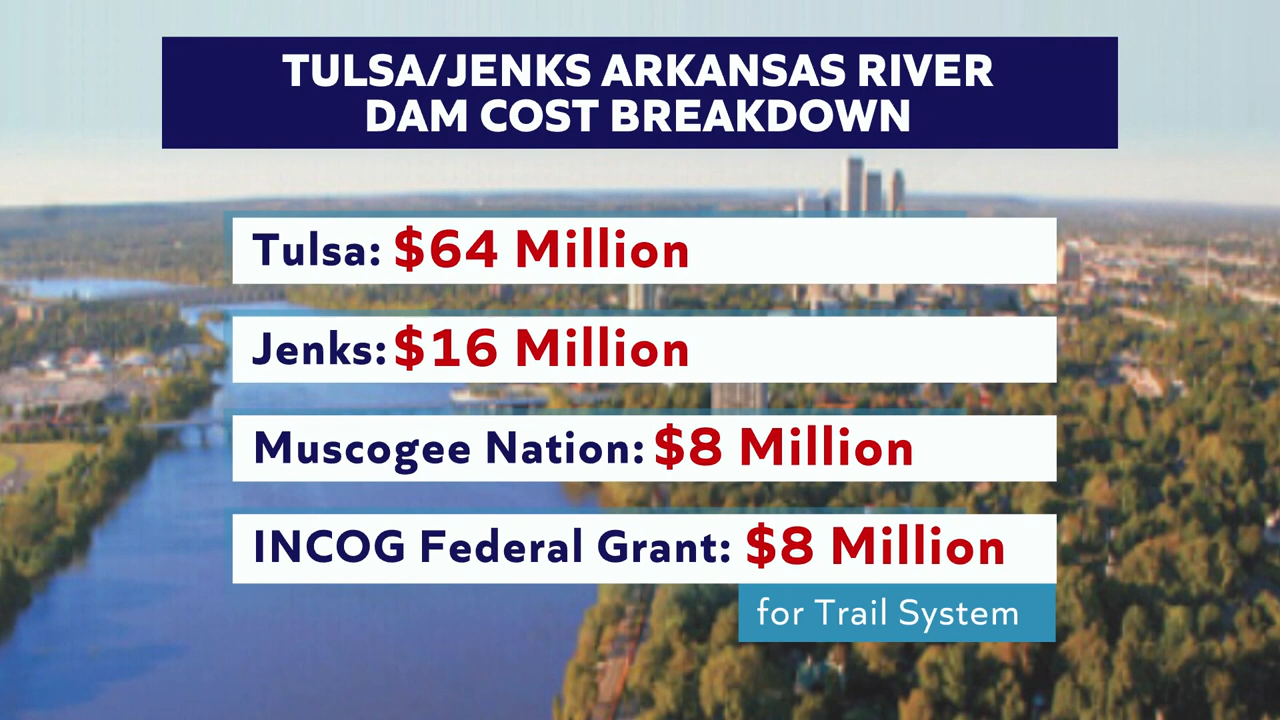 TULSA/JENKS ARKANSAS RIVER
DAM COST BREAKDOWN
Tulsa: $64 Million
Jenks: $16 Million
Muscogee Nation: $8 Million
INCOG Federal Grant: $8 Million
for Trail System